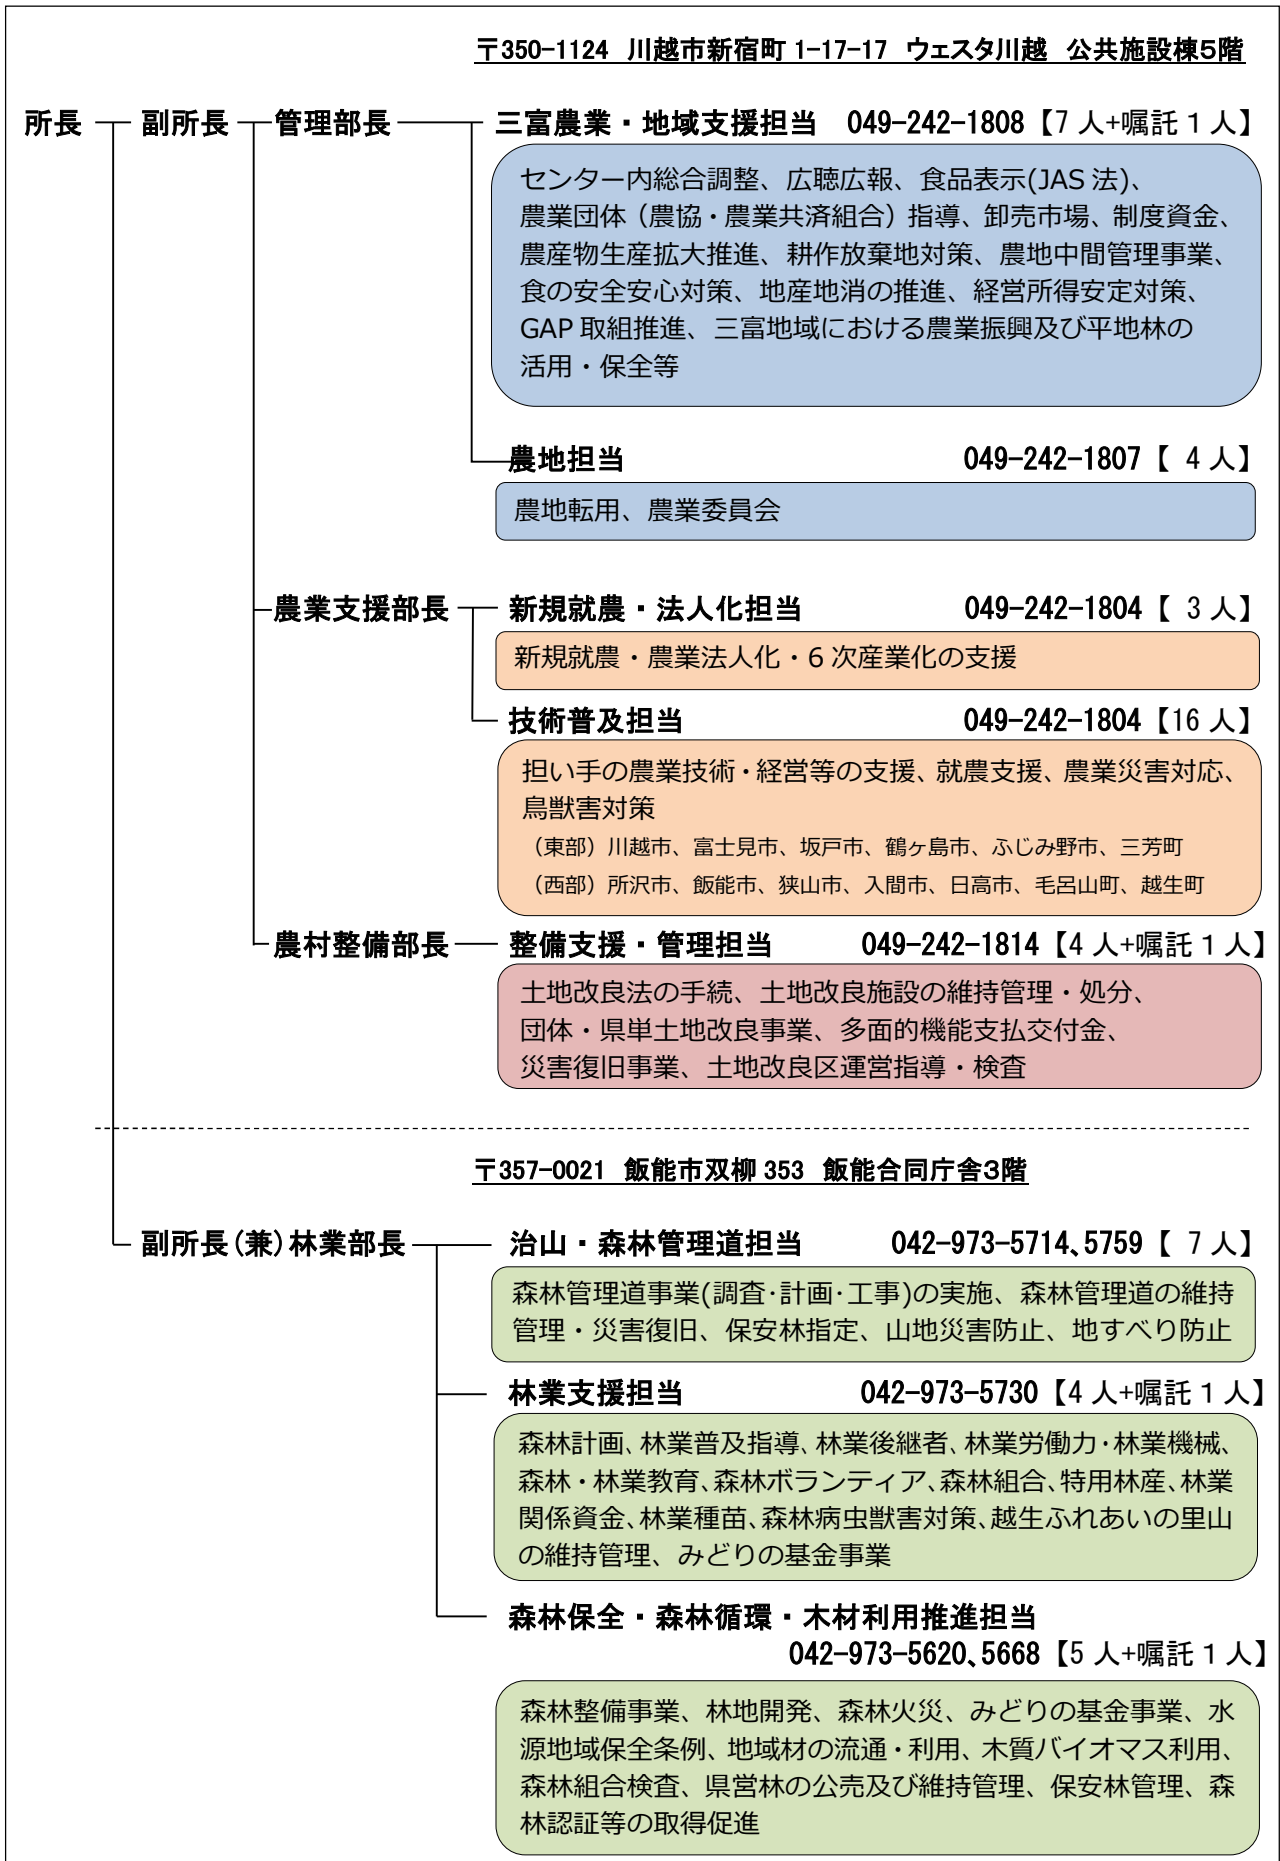 〒350-1124 川越市新宿町 1-17-17 ウェスタ川越 公共施設棟5階
所長 副所長 管理部長 三富農業・地域支援担当 049-242-1808【7 人+嘱託 1 人】
センター内総合調整、広聴広報、食品表示(JAS 法)、
農業団体(農協・農業共済組合)指導、卸売市場、制度資金、
農産物生産拡大推進、耕作放棄地対策、農地中間管理事業、
食の安全安心対策、地産地消の推進、経営所得安定対策、
GAP 取組推進、三富地域における農業振興及び平地林の
活用・保全等
農地担当 049-242-1807【 4 人】
農地転用、農業委員会
農業支援部長 新規就農・法人化担当 049-242-1804【 3 人】
新規就農・農業法人化・6 次産業化の支援
技術普及担当 049-242-1804【16 人】
担い手の農業技術・経営等の支援、就農支援、農業災害対応、
鳥獣害対策
(東部)川越市、富士見市、坂戸市、鶴ヶ島市、ふじみ野市、三芳町
(西部)所沢市、飯能市、狭山市、入間市、日高市、毛呂山町、越生町
農村整備部長 整備支援・管理担当 049-242-1814【4 人+嘱託 1 人】
土地改良法の手続、土地改良施設の維持管理・処分、
団体・県単土地改良事業、多面的機能支払交付金、
災害復旧事業、土地改良区運営指導・検査
〒357-0021 飯能市双柳 353 飯能合同庁舎3階
副所長(兼)林業部長 治山・森林管理道担当 042-973-5714、5759【 7 人】
森林管理道事業(調査・計画・工事)の実施、森林管理道の維持
管理・災害復旧、保安林指定、山地災害防止、地すべり防止
林業支援担当 042-973-5730【4 人+嘱託 1 人】
森林計画、林業普及指導、林業後継者、林業労働力・林業機械、
森林・林業教育、森林ボランティア、森林組合、特用林産、林業
関係資金、林業種苗、森林病虫獣害対策、越生ふれあいの里山
の維持管理、みどりの基金事業
森林保全・森林循環・木材利用推進担当
042-973-5620、5668【5 人+嘱託 1 人】
森林整備事業、林地開発、森林火災、みどりの基金事業、水
源地域保全条例、地域材の流通・利用、木質バイオマス利用、
森林組合検査、県営林の公売及び維持管理、保安林管理、森
林認証等の取得促進